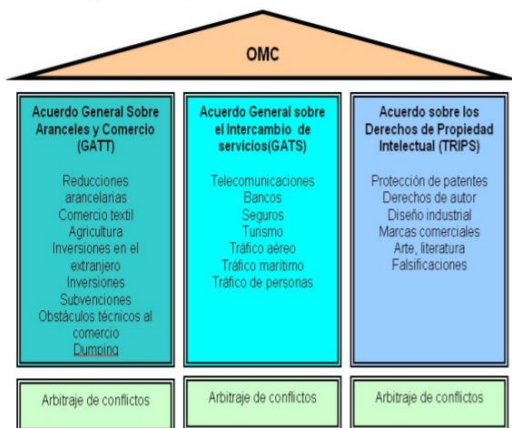 OMC
Acuerdo General Sobre
Aranceles y Comercio
(GATT)
Reducciones
arancelarias
Comercio textil
Agricultura
Inversiones en el
extranjero
Inversiones
Subvenciones
Obstáculos técnicos al
comercio
Dumping
Acuerdo General sobre
el Intercambio de
servicios(GATS)
Telecomunicaciones
Bancos
Seguros
Turismo
Tráfico aéreo
Tráfico marítimo
Tráfico de personas
Acuerdo sobre los
Derechos de Propiedad
Intelectual (TRIPS)
Protección de patentes
Derechos de autor
Diseño industrial
Marcas comerciales
Arte, literatura
Falsificaciones
Arbitraje de conflictos
Arbitraje de conflictos
Arbitraje de conflictos